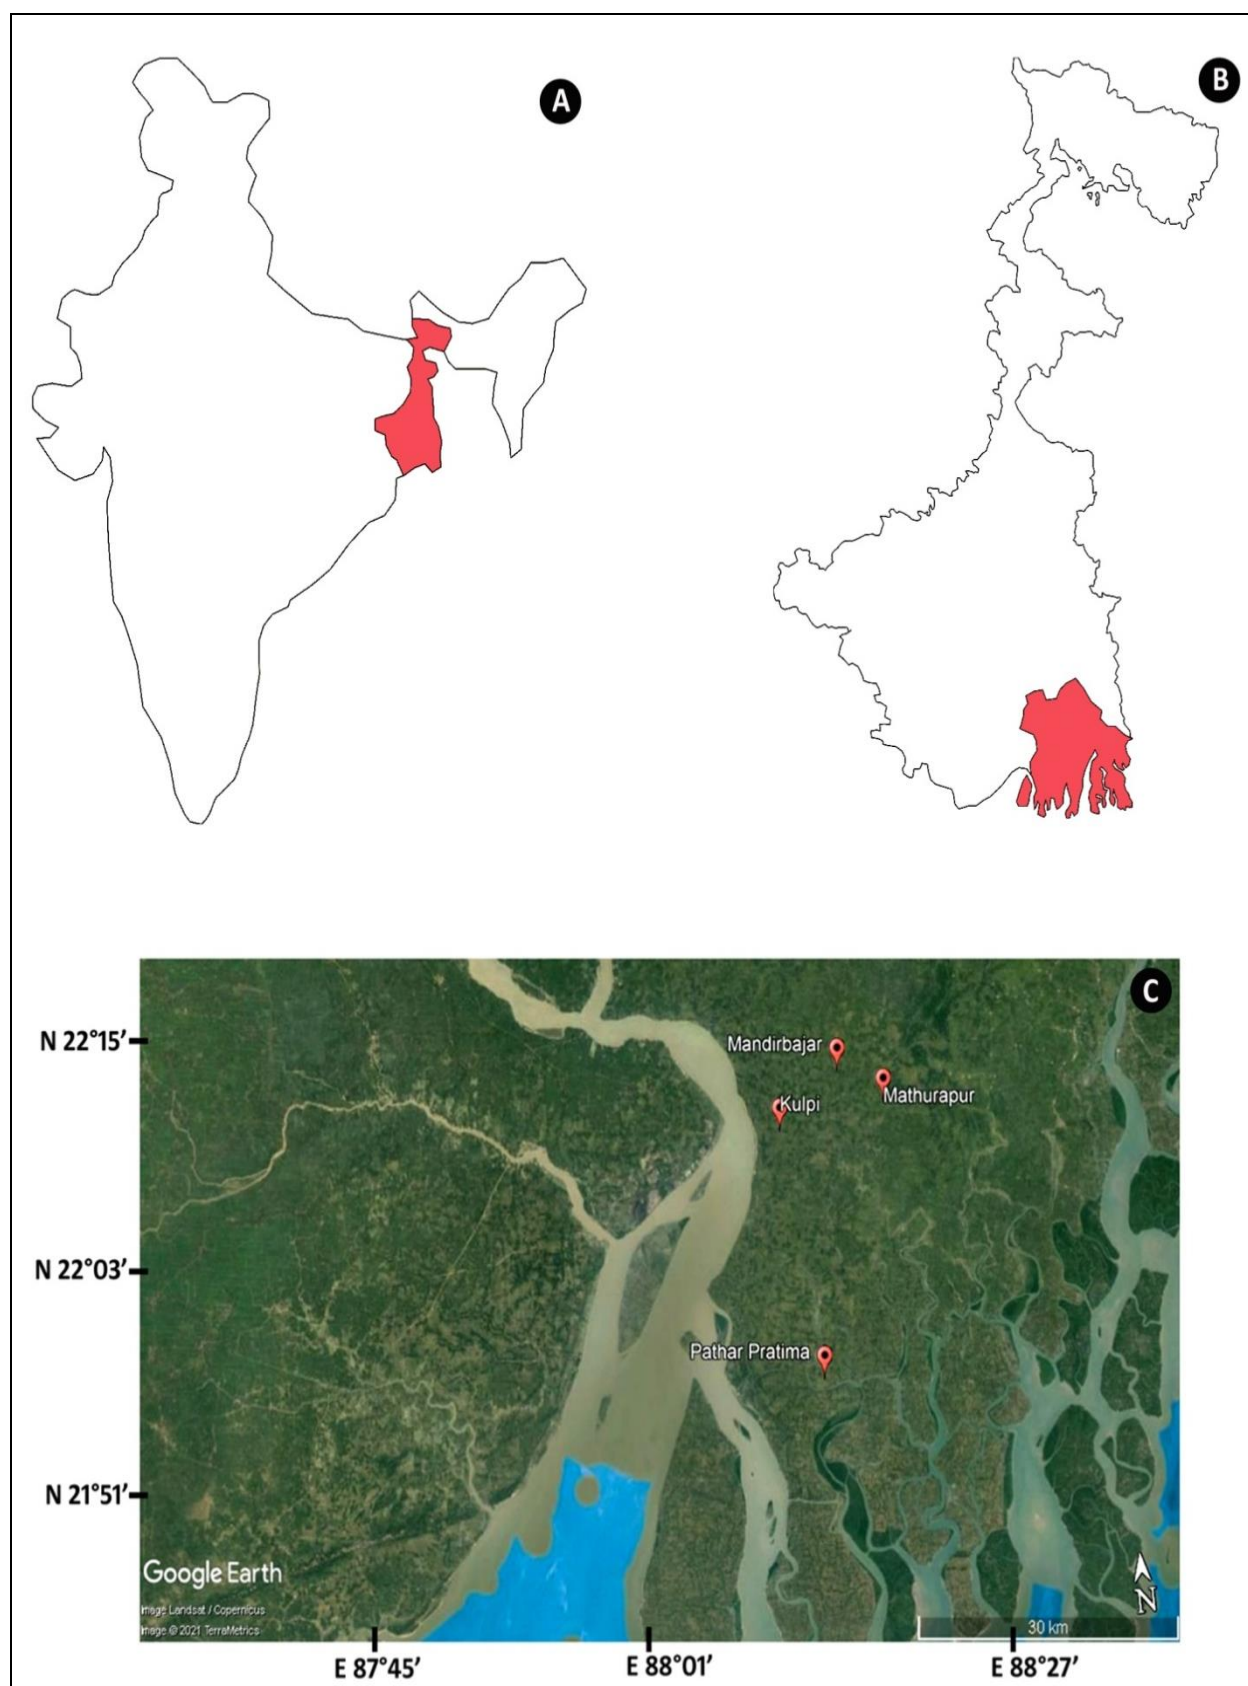 A
B
C
N 22°15′
Mandirbajar
Mathurapur
Kulpi
N 22°03′
Pathar Pratima
N 21°51′
Google Earth
Image Landsat / Copernicus
Image © 2021 TerraMetrics
N
30 km
E 87°45′
E 88°01′
E 88°27′